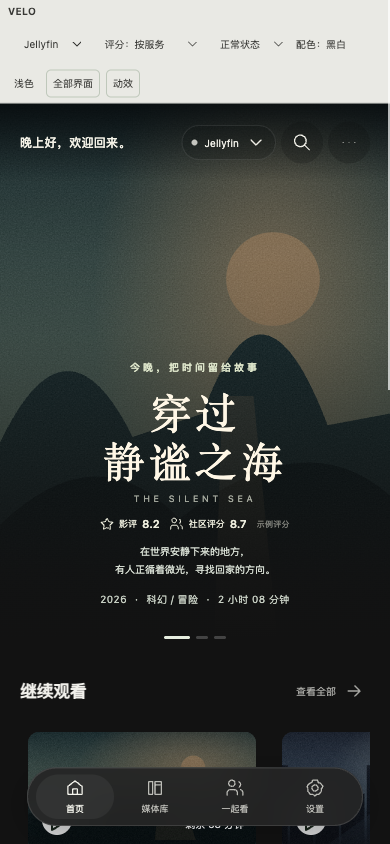 VELO
Jellyfin 评分：按服务 正常状态 配色：黑白
浅色 全部界面 动效
晚上好，欢迎回来。 Jellyfin
今晚，把时间留给故事
穿过
静谧之海
THE SILENT SEA
影评 8.2 社区评分 8.7 示例评分
在世界安静下来的地方，
有人正循着微光，寻找回家的方向。
2026 · 科幻 / 冒险 · 2 小时 08 分钟
继续观看 查看全部
首页 媒体库 一起看 设置